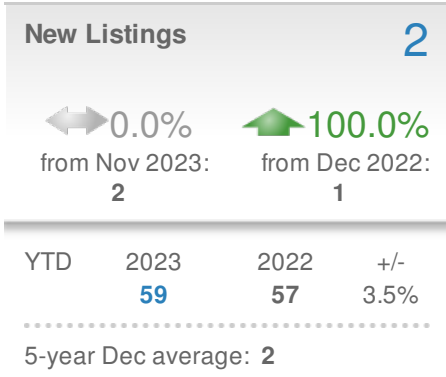 New Listings 2
0.0% 100.0%
from Nov 2023: from Dec 2022:
2 1
YTD 2023 2022 +/-
59 57 3.5%
5-year Dec average: 2